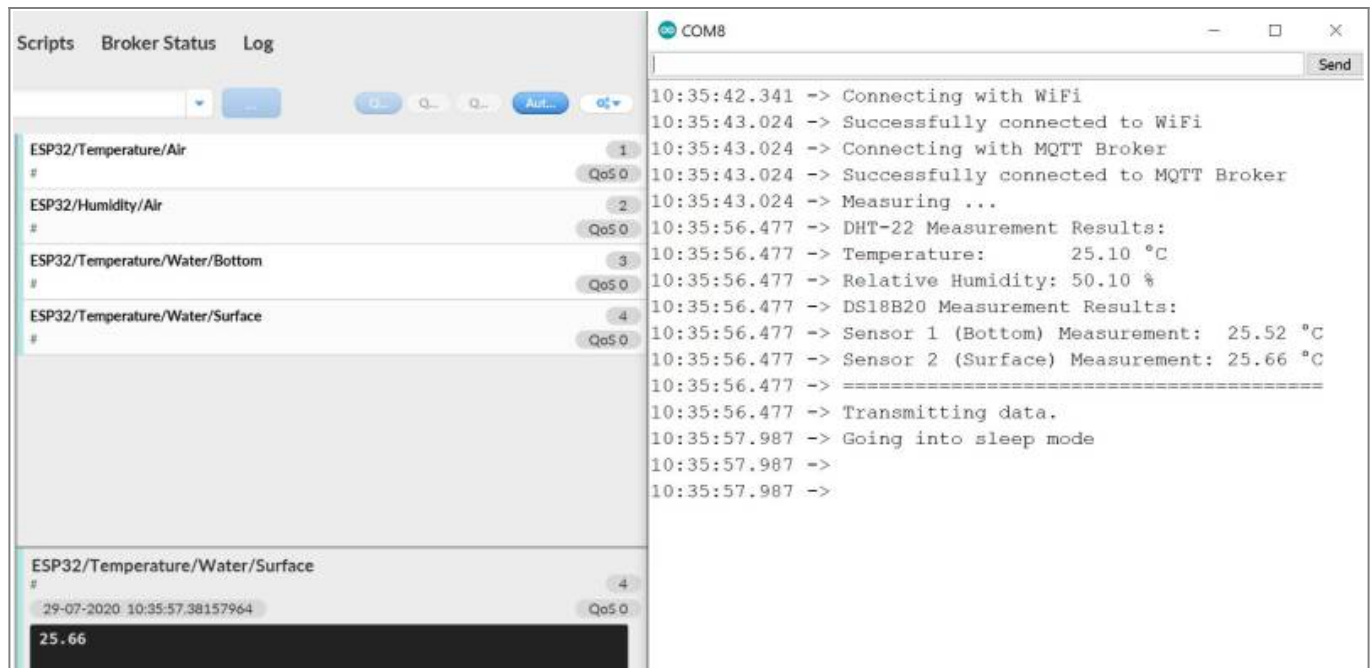 Scripts Broker Status Log
... Q... Q... Aut...
ESP32/Temperature/Air 1
# QoS 0
ESP32/Humidity/Air 2
# QoS 0
ESP32/Temperature/Water/Bottom 3
# QoS 0
ESP32/Temperature/Water/Surface 4
# QoS 0
ESP32/Temperature/Water/Surface
# 4
29-07-2020 10:35:57.38157964 QoS 0
25.66
COM8
Send
10:35:42.341 -> Connecting with WiFi
10:35:43.024 -> Successfully connected to WiFi
10:35:43.024 -> Connecting with MQTT Broker
10:35:43.024 -> Successfully connected to MQTT Broker
10:35:43.024 -> Measuring ...
10:35:56.477 -> DHT-22 Measurement Results:
10:35:56.477 -> Temperature: 25.10 °C
10:35:56.477 -> Relative Humidity: 50.10 %
10:35:56.477 -> DS18B20 Measurement Results:
10:35:56.477 -> Sensor 1 (Bottom) Measurement: 25.52 °C
10:35:56.477 -> Sensor 2 (Surface) Measurement: 25.66 °C
10:35:56.477 -> ========================================
10:35:56.477 -> Transmitting data.
10:35:57.987 -> Going into sleep mode
10:35:57.987 ->
10:35:57.987 ->